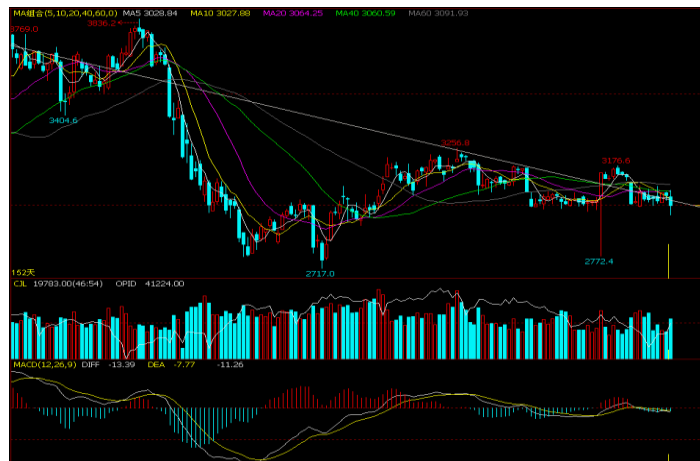 MA组合(5,10,20,40,60,0) MA5 3028.84 MA10 3027.88 MA20 3064.25 MA40 3060.59 MA60 3091.93
3836.2
3769.0
3404.6
3256.8
3176.6
2772.4
2717.0
152天
CJL 19783.00(46:54) OPID 41224.00
MACD(12,26,9) DIFF -13.39 DEA -7.77 -11.26